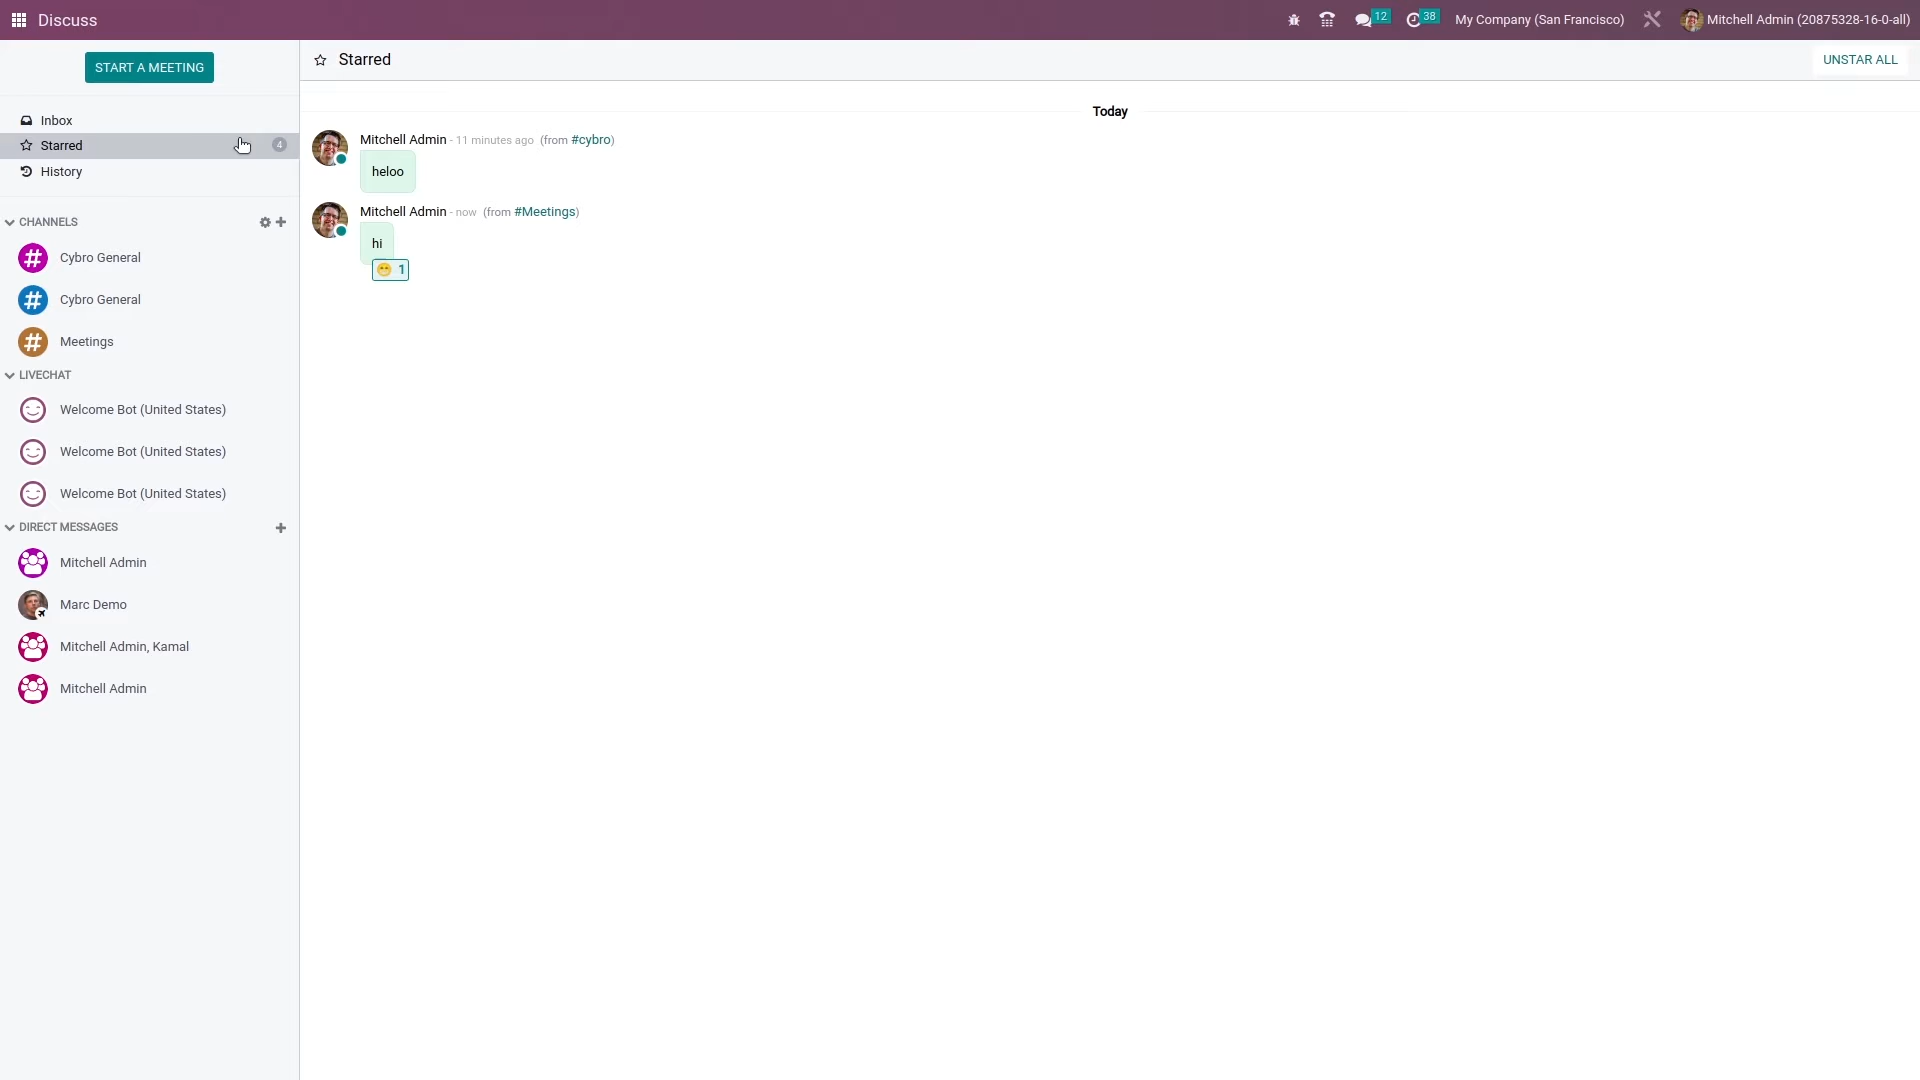 Discuss
12
38
My Company (San Francisco)
Mitchell Admin (20875328-16-0-all)
START A MEETING
Inbox
Starred
4
History
CHANNELS
Cybro General
Cybro General
Meetings
LIVECHAT
Welcome Bot (United States)
Welcome Bot (United States)
Welcome Bot (United States)
DIRECT MESSAGES
Mitchell Admin
Marc Demo
Mitchell Admin, Kamal
Mitchell Admin
Starred
UNSTAR ALL
Today
Mitchell Admin - 11 minutes ago (from #cybro)
heloo
Mitchell Admin - now (from #Meetings)
hi
😁 1